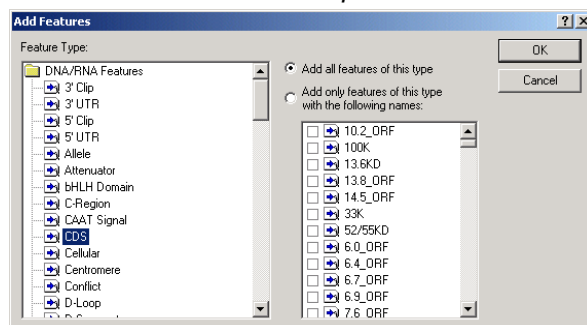 Add Features
Feature Type:
DNA/RNA Features
3' Clip
3' UTR
5' Clip
5' UTR
Allele
Attenuator
bHLH Domain
C-Region
CAAT Signal
CDS
Cellular
Centromere
Conflict
D-Loop
Add all features of this type
Add only features of this type
with the following names:
10.2_ORF
100K
13.6KD
13.8_ORF
14.5_ORF
33K
52/55KD
6.0_ORF
6.4_ORF
6.7_ORF
6.9_ORF
7.6_ORF
OK
Cancel